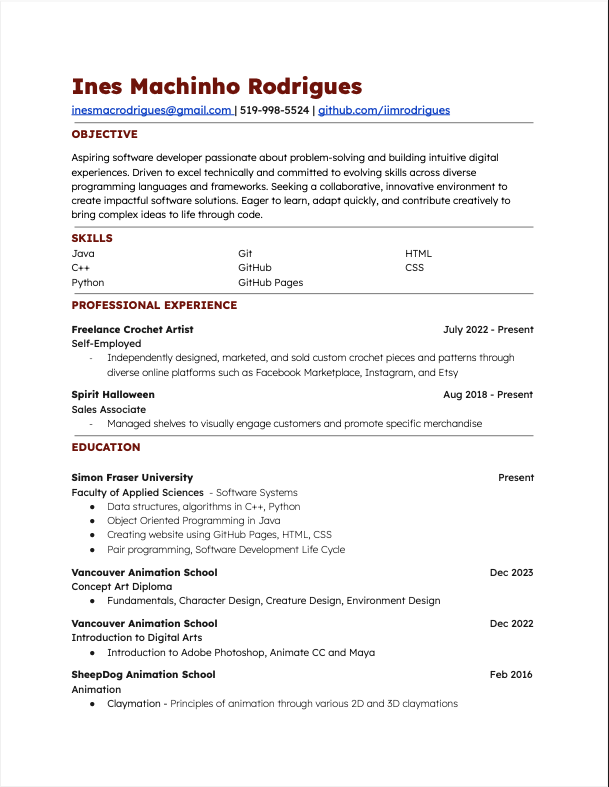 Ines Machinho Rodrigues
inesmacrodrigues@gmail.com | 519-998-5524 | github.com/iimrodrigues
OBJECTIVE
Aspiring software developer passionate about problem-solving and building intuitive digital
experiences. Driven to excel technically and committed to evolving skills across diverse
programming languages and frameworks. Seeking a collaborative, innovative environment to
create impactful software solutions. Eager to learn, adapt quickly, and contribute creatively to
bring complex ideas to life through code.
SKILLS
Java Git HTML
C++ GitHub CSS
Python GitHub Pages
PROFESSIONAL EXPERIENCE
Freelance Crochet Artist July 2022 - Present
Self-Employed
- Independently designed, marketed, and sold custom crochet pieces and patterns through
diverse online platforms such as Facebook Marketplace, Instagram, and Etsy
Spirit Halloween Aug 2018 - Present
Sales Associate
- Managed shelves to visually engage customers and promote specific merchandise
EDUCATION
Simon Fraser University Present
Faculty of Applied Sciences - Software Systems
● Data structures, algorithms in C++, Python
● Object Oriented Programming in Java
● Creating website using GitHub Pages, HTML, CSS
● Pair programming, Software Development Life Cycle
Vancouver Animation School Dec 2023
Concept Art Diploma
● Fundamentals, Character Design, Creature Design, Environment Design
Vancouver Animation School Dec 2022
Introduction to Digital Arts
● Introduction to Adobe Photoshop, Animate CC and Maya
SheepDog Animation School Feb 2016
Animation
● Claymation - Principles of animation through various 2D and 3D claymations